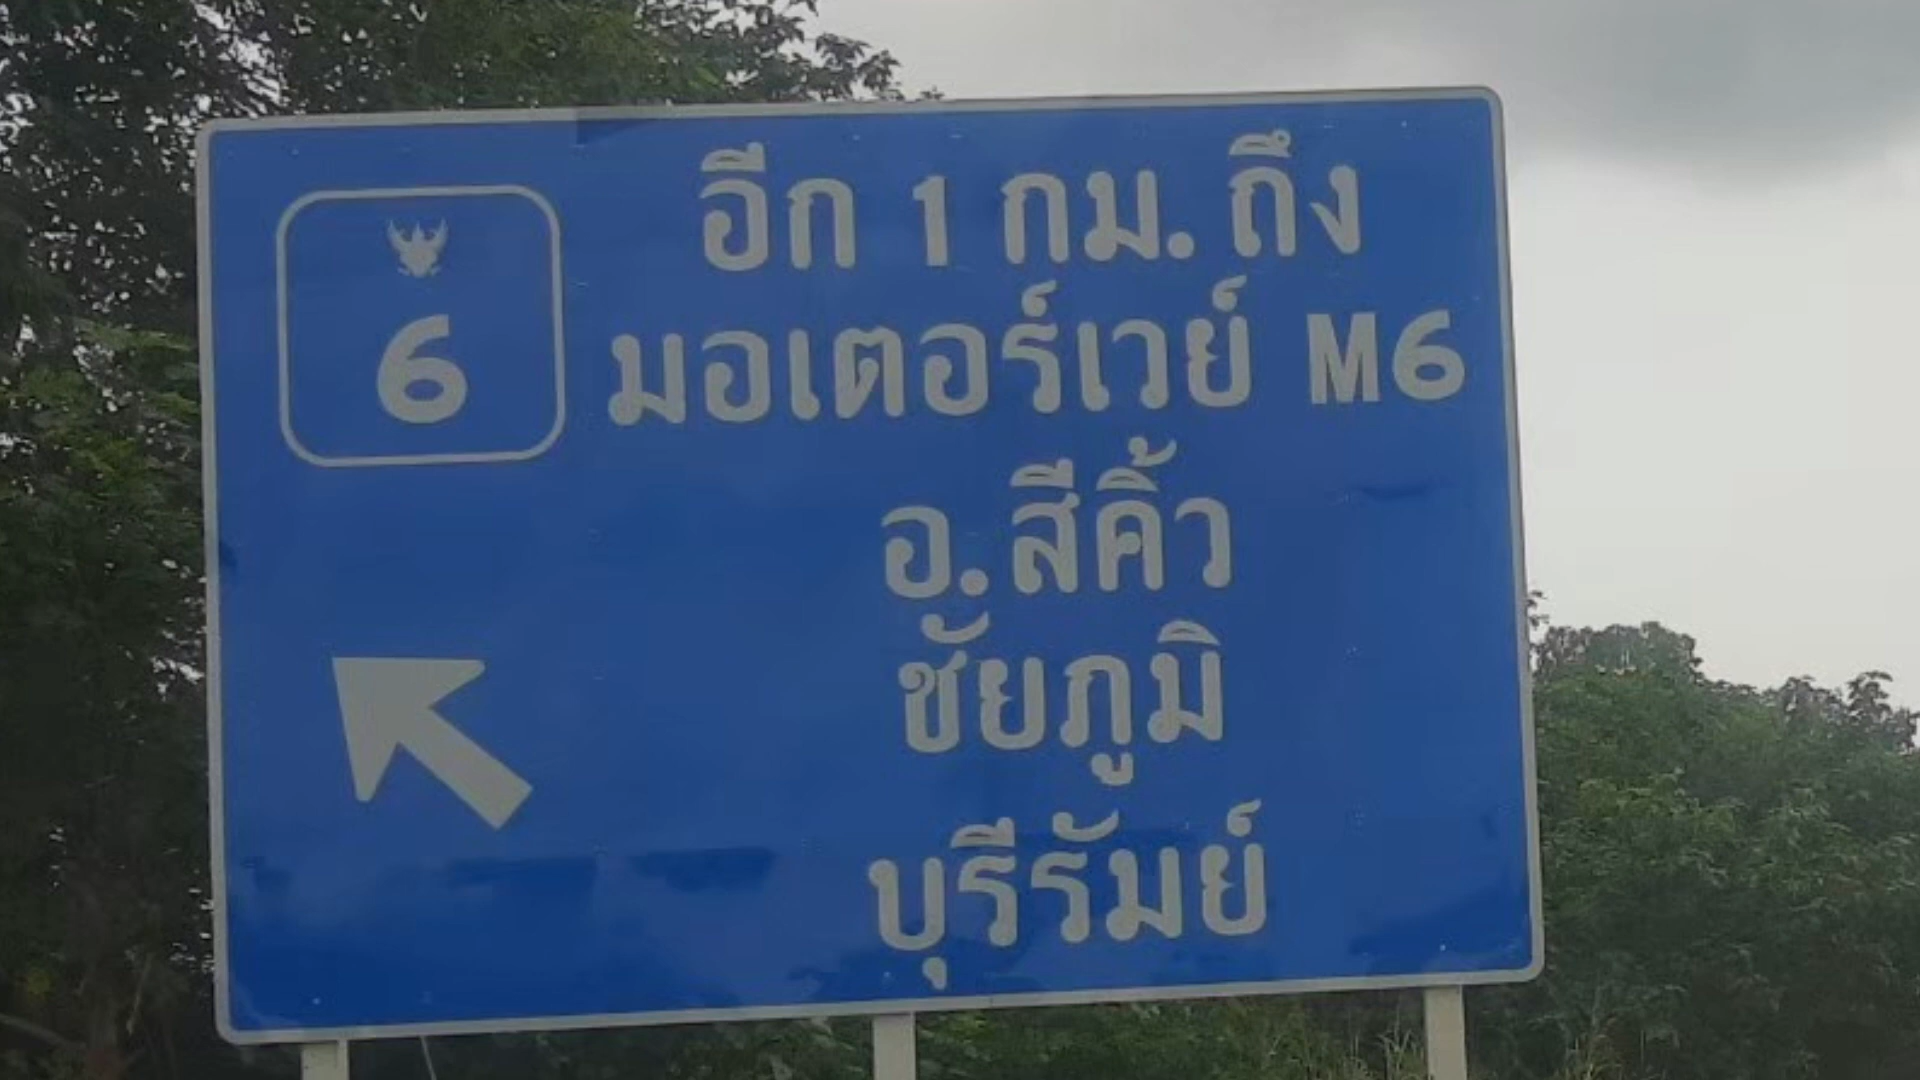 6
อีก 1 กม. ถึง
มอเตอร์เวย์ M6
อ.สีคิ้ว
ชัยภูมิ
บุรีรัมย์